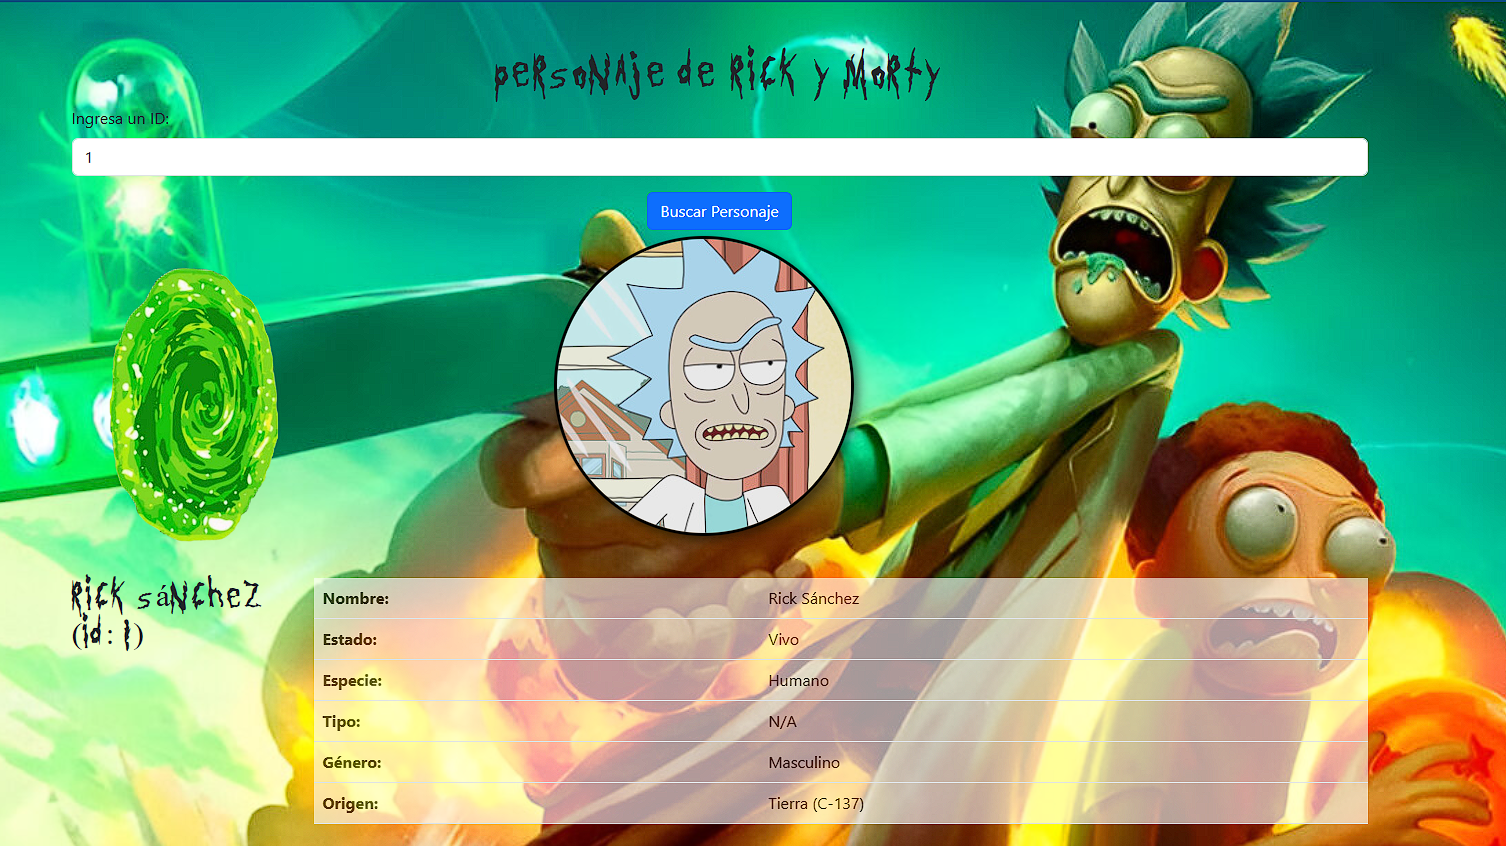 Personaje de Rick y Morty
Ingresa un ID:
1
Buscar Personaje
Rick Sánchez
(id: 1)
Nombre: Rick Sánchez
Estado: Vivo
Especie: Humano
Tipo: N/A
Género: Masculino
Origen: Tierra (C-137)